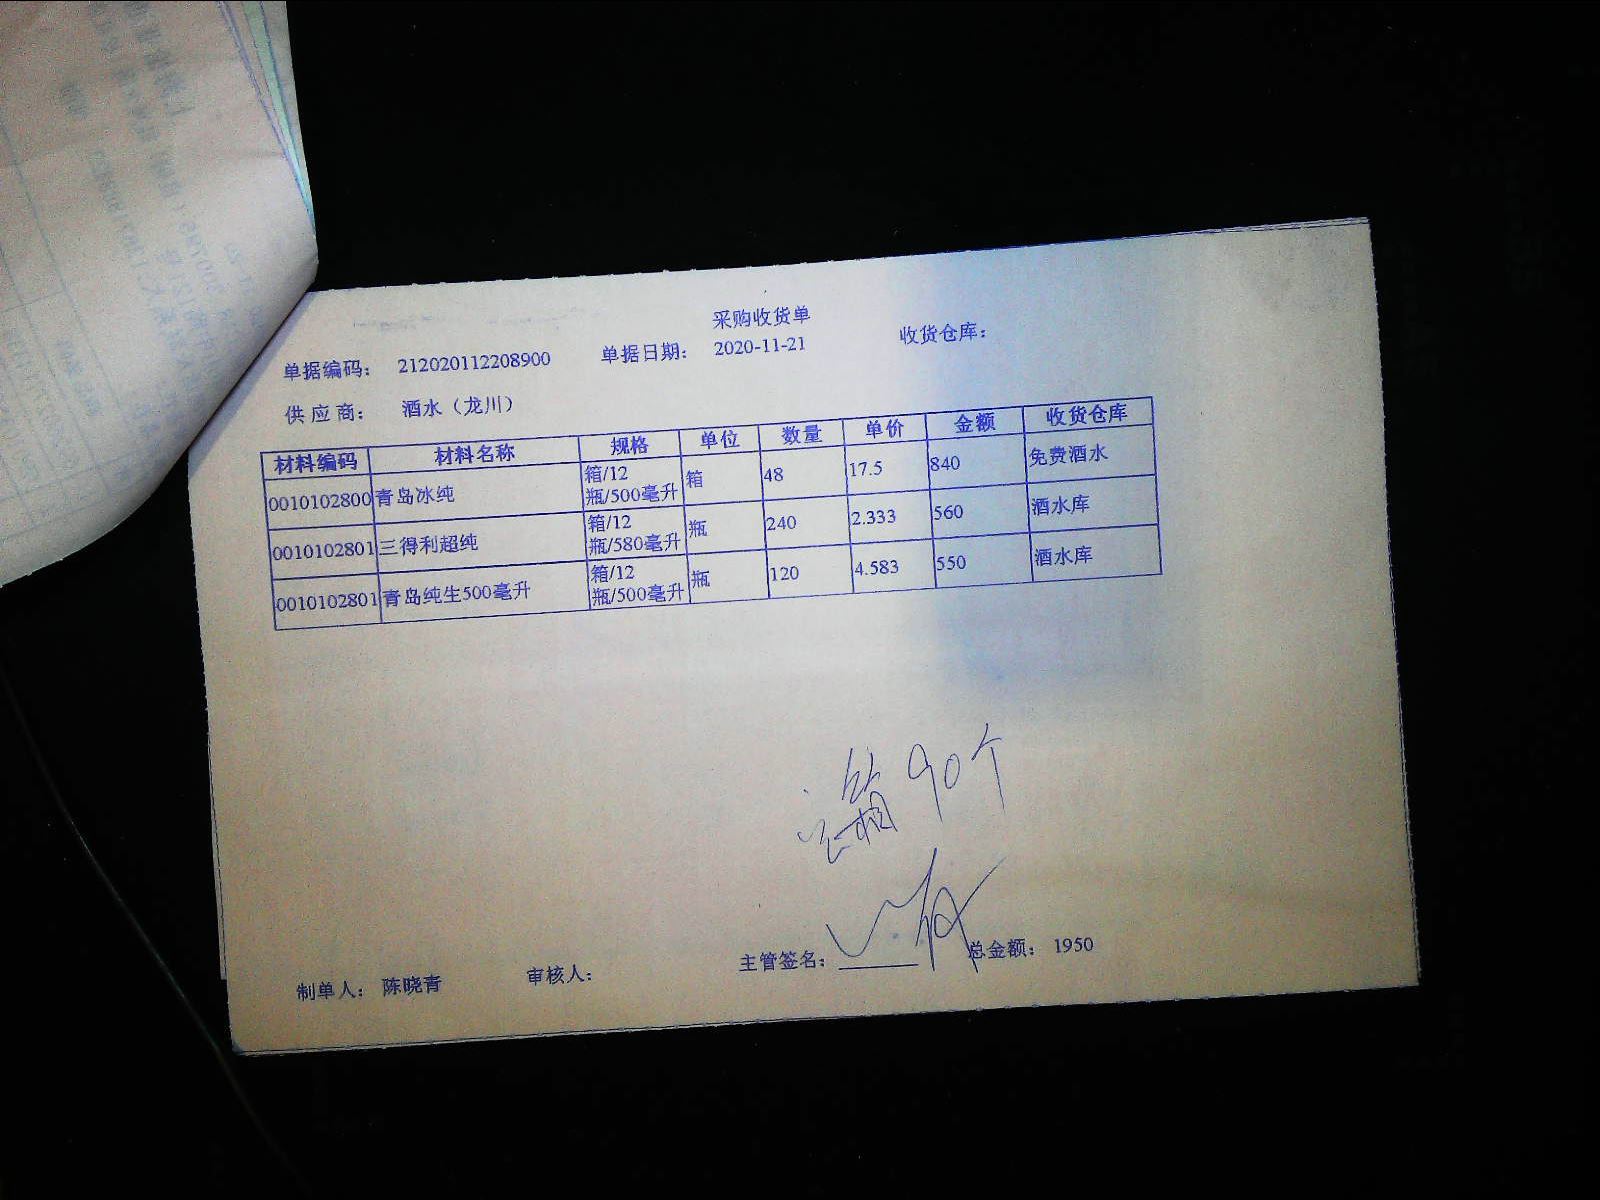 采购收货单
单据编码： 212020112208900 单据日期： 2020-11-21 收货仓库：
供 应 商： 酒水（龙川）
材料编码 材料名称 规格 单位 数量 单价 金额 收货仓库
0010102800 青岛冰纯 箱/12瓶/500毫升 箱 48 17.5 840 免费酒水
0010102801 三得利超纯 箱/12瓶/580毫升 瓶 240 2.333 560 酒水库
0010102801 青岛纯生500毫升 箱/12瓶/500毫升 瓶 120 4.583 550 酒水库
箱90个
制单人： 陈晓青 审核人： 主管签名： 总金额： 1950